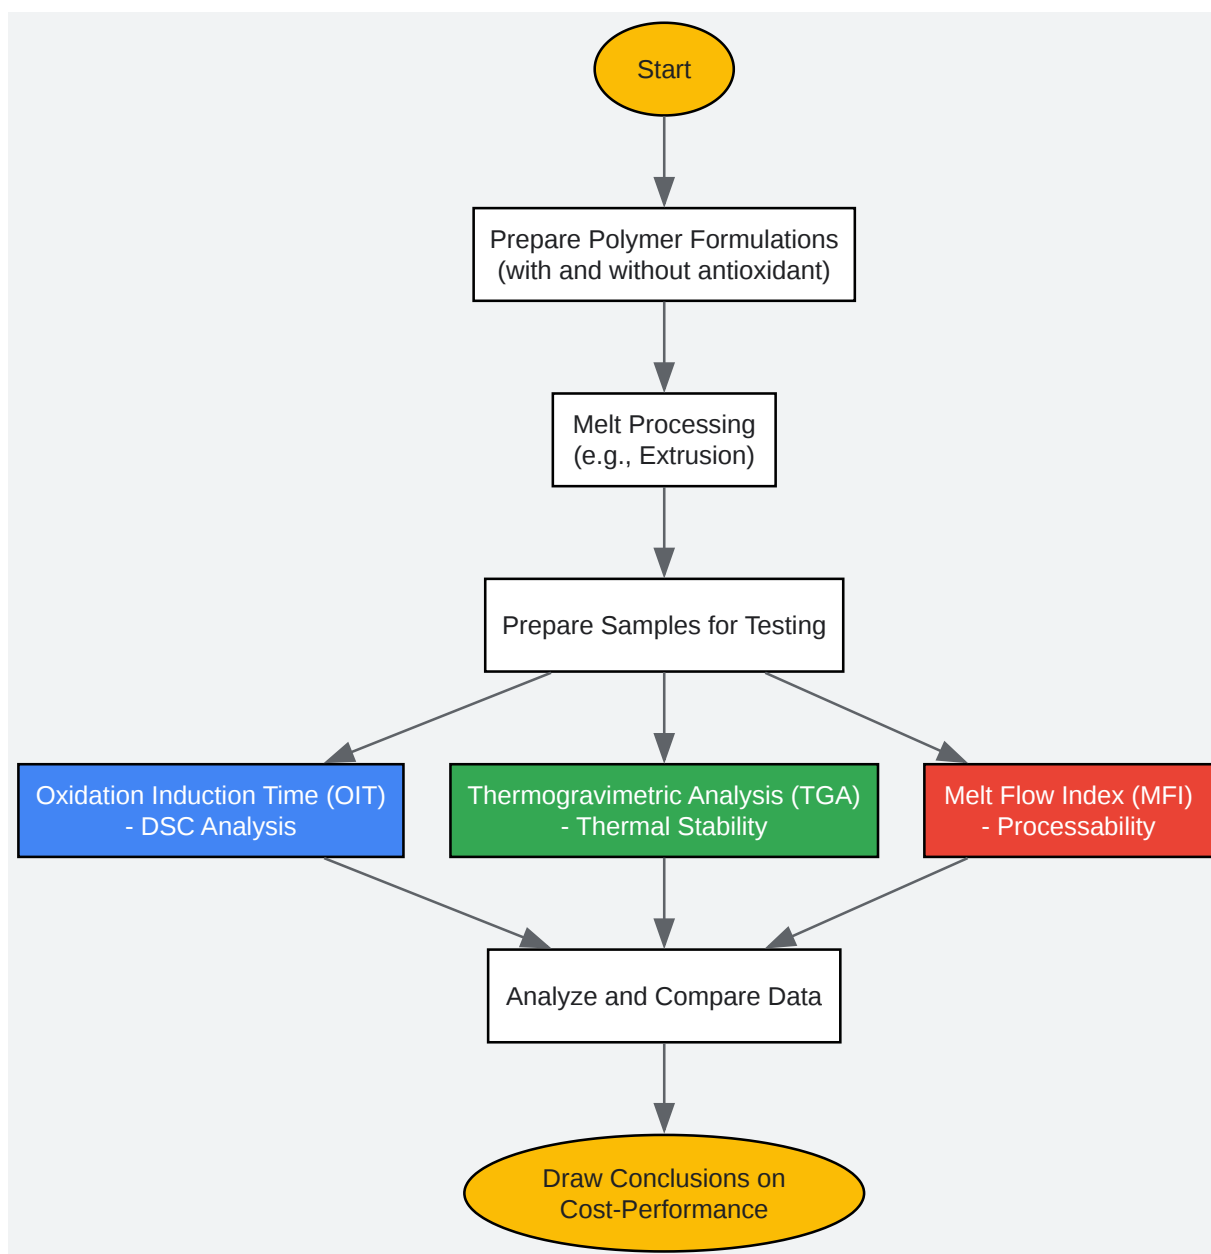 Start
Prepare Polymer Formulations
(with and without antioxidant)
Melt Processing
(e.g., Extrusion)
Prepare Samples for Testing
Oxidation Induction Time (OIT)
- DSC Analysis
Thermogravimetric Analysis (TGA)
- Thermal Stability
Melt Flow Index (MFI)
- Processability
Analyze and Compare Data
Draw Conclusions on
Cost-Performance